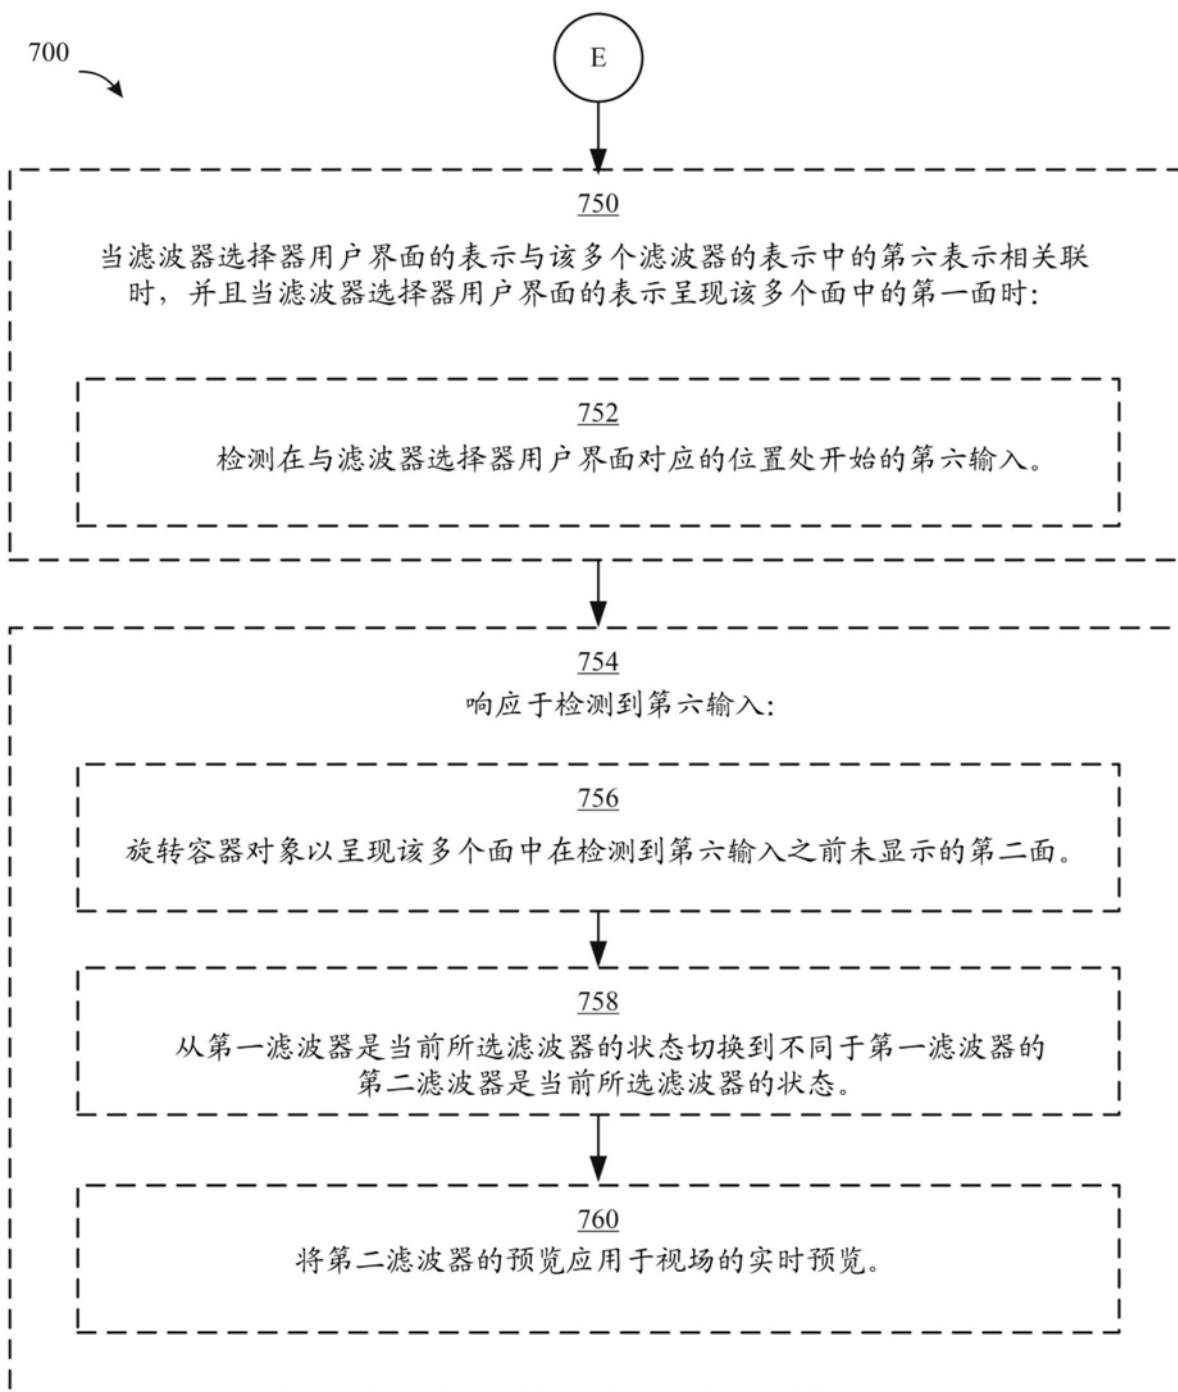 700
E
750
当滤波器选择器用户界面的表示与该多个滤波器的表示中的第六表示相关联
时，并且当滤波器选择器用户界面的表示呈现该多个面中的第一面时：
752
检测在与滤波器选择器用户界面对应的位置处开始的第六输入。
754
响应于检测到第六输入：
756
旋转容器对象以呈现该多个面中在检测到第六输入之前未显示的第二面。
758
从第一滤波器是当前所选滤波器的状态切换到不同于第一滤波器的
第二滤波器是当前所选滤波器的状态。
760
将第二滤波器的预览应用于视场的实时预览。